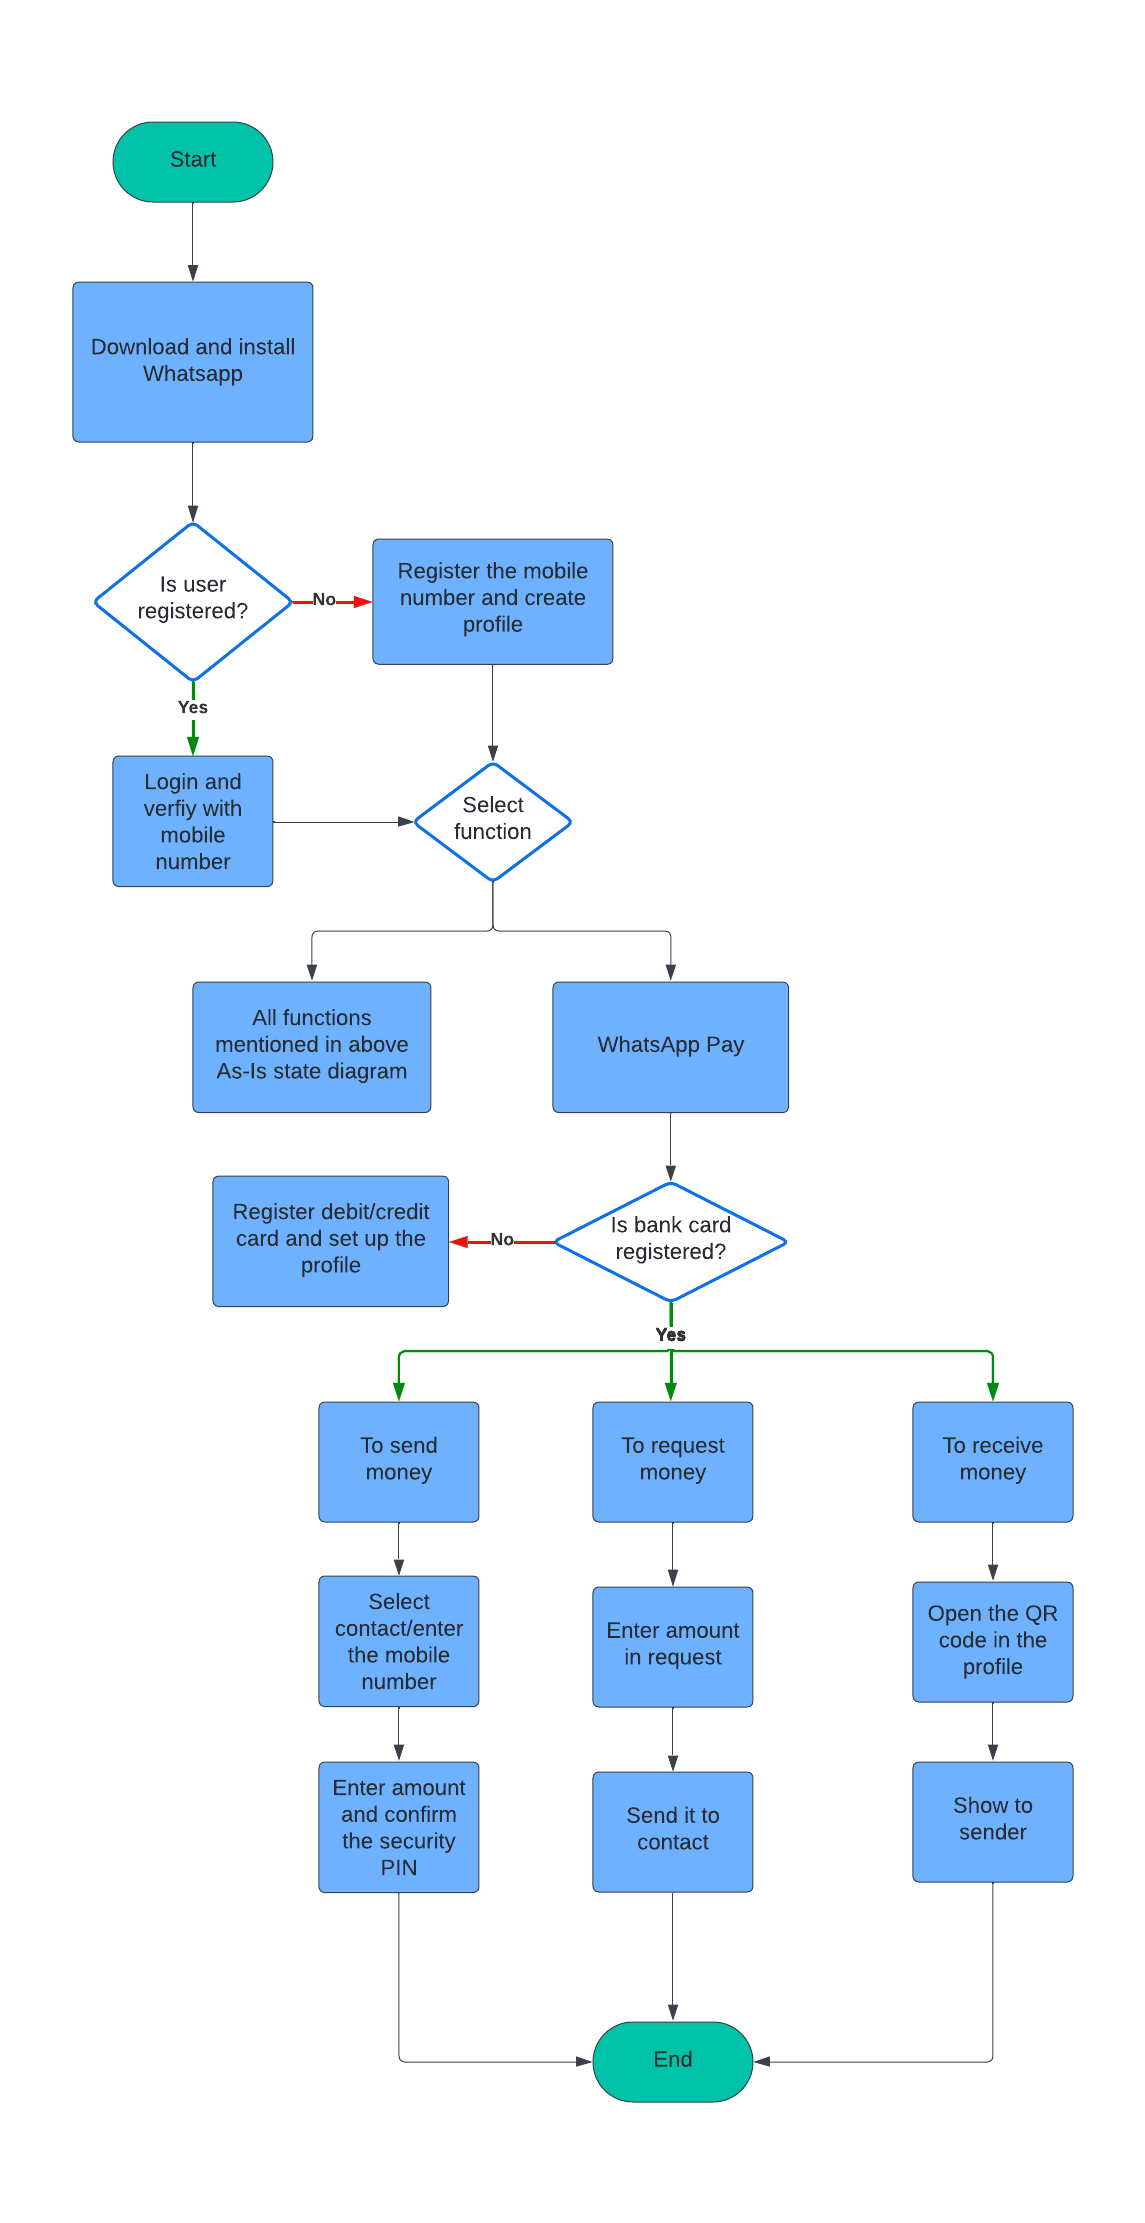 Start
Download and install
Whatsapp
Is user
registered?
No
Register the mobile
number and create
profile
Yes
Login and
verfiy with
mobile
number
Select
function
All functions
mentioned in above
As-Is state diagram
WhatsApp Pay
Register debit/credit
card and set up the
profile
No
Is bank card
registered?
Yes
To send
money
To request
money
To receive
money
Select
contact/enter
the mobile
number
Enter amount
in request
Open the QR
code in the
profile
Enter amount
and confirm
the security
PIN
Send it to
contact
Show to
sender
End